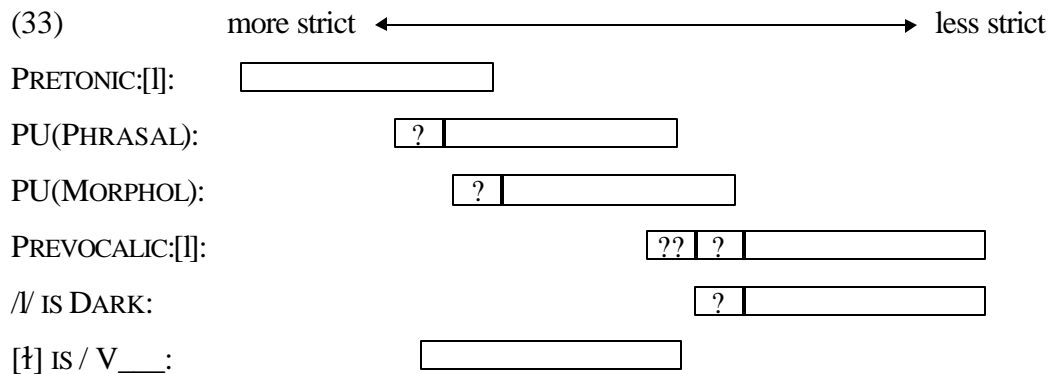 (33) more strict ←→ less strict
PRETONIC:[l]:
PU(PHRASAL): ?
PU(MORPHOL): ?
PREVOCALIC:[l]: ?? ?
/l/ IS DARK: ?
[ɫ] IS / V___: